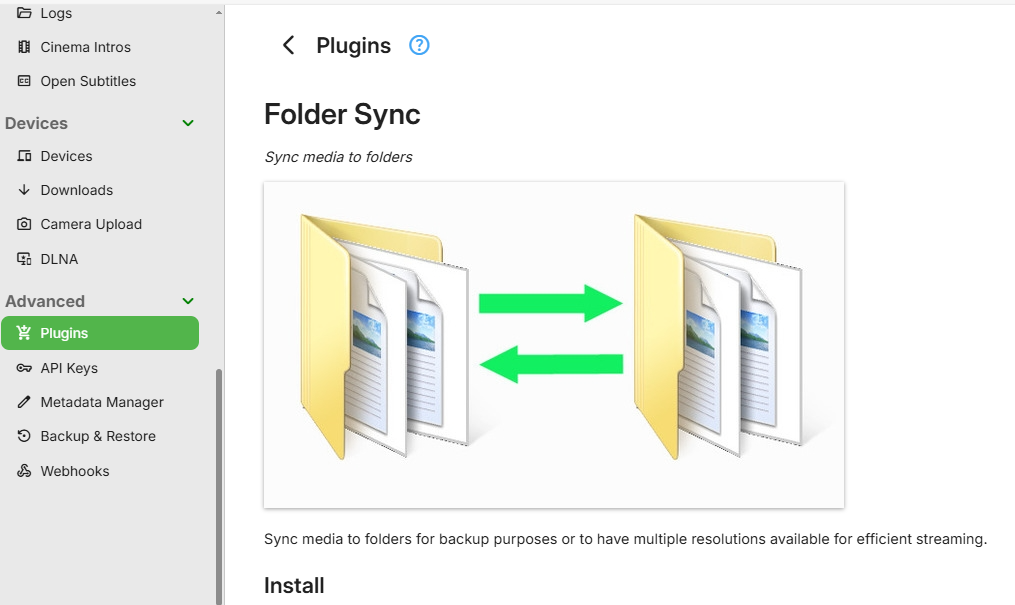 Logs
Cinema Intros
Open Subtitles
Devices
Devices
Downloads
Camera Upload
DLNA
Advanced
Plugins
API Keys
Metadata Manager
Backup & Restore
Webhooks
Plugins ?
Folder Sync
Sync media to folders
Sync media to folders for backup purposes or to have multiple resolutions available for efficient streaming.
Install